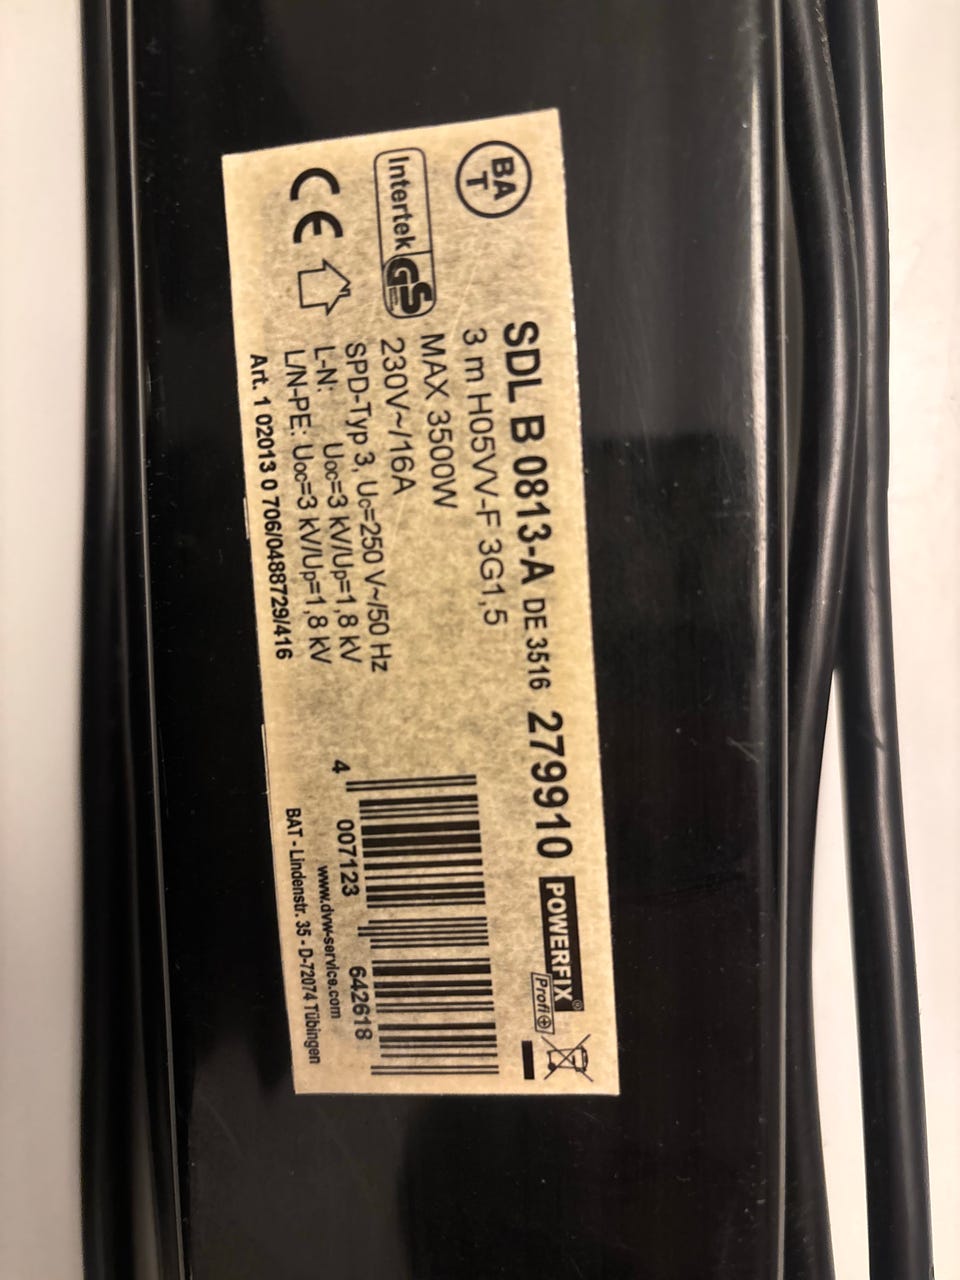 BA
T
SDL B 0813-A DE 3516 279910 POWERFIX®
Profi+
3 m H05VV-F 3G1,5
Intertek GS
MAX 3500W
230V~/16A
CE
SPD-Typ 3, Uc=250 V~/50 Hz
L-N: Uoc=3 kV/Up=1,8 kV
L/N-PE: Uoc=3 kV/Up=1,8 kV
Art. 1 02013 0 706/0488729/416
4 007123 642618
www.dvw-service.com
BAT - Lindenstr. 35 - D-72074 Tübingen